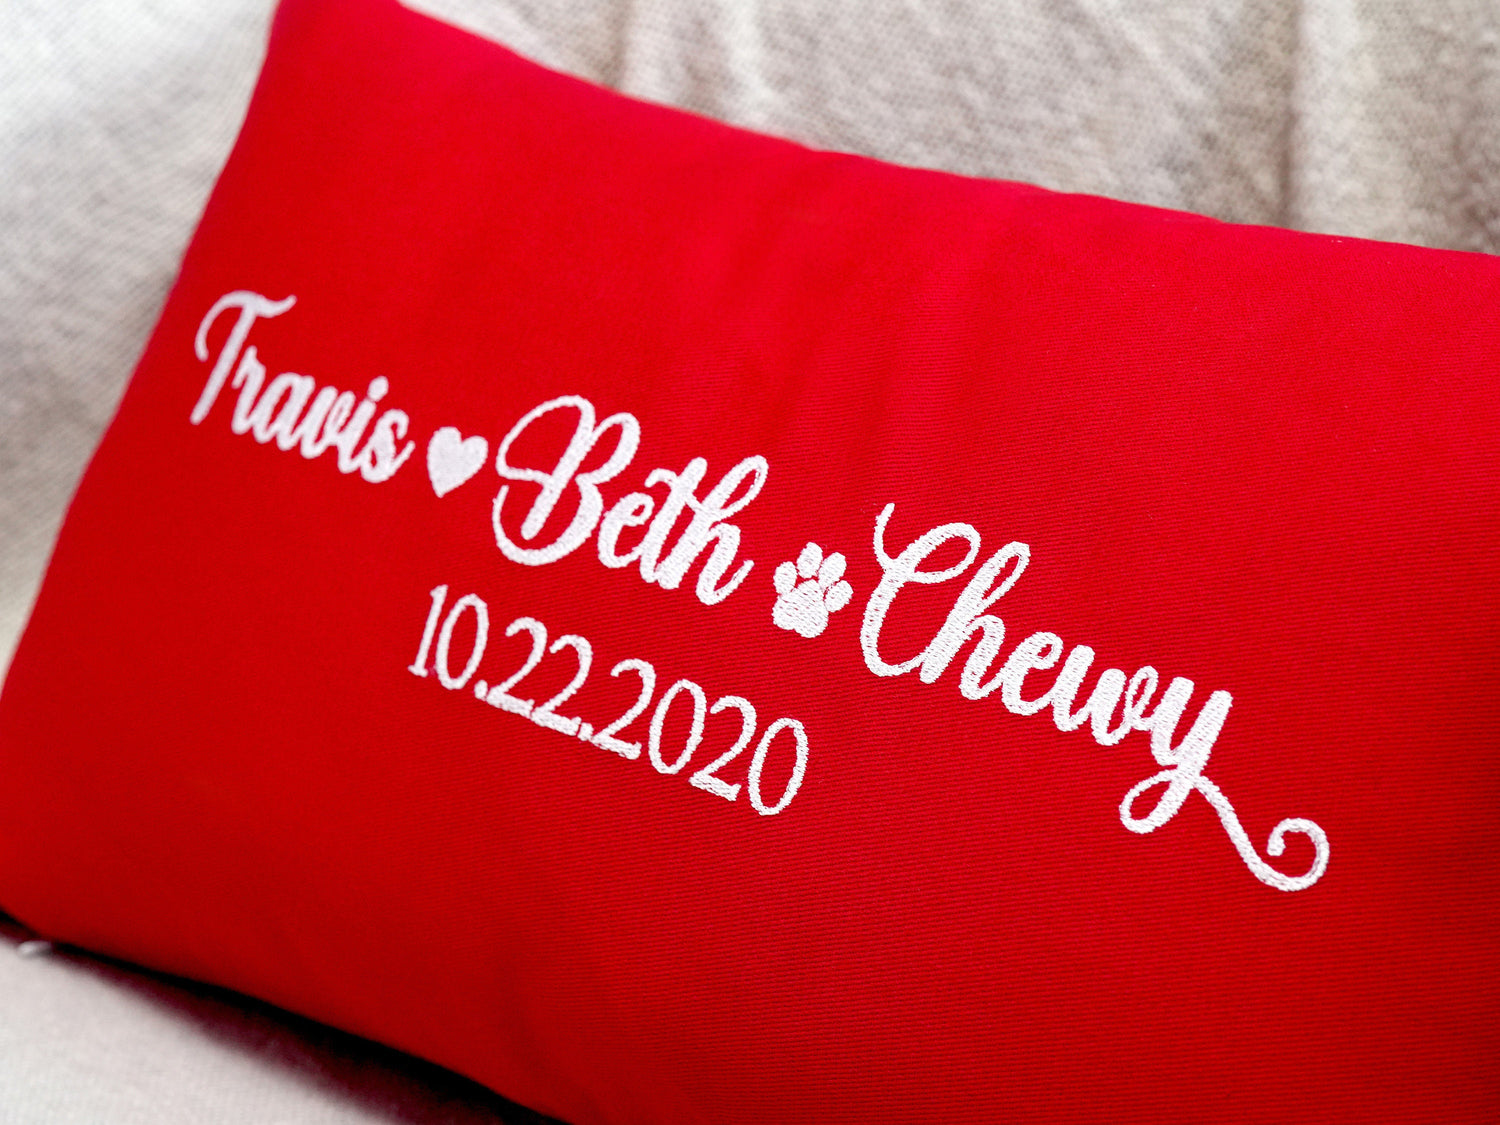 Travis ♥ Beth 🐾 Chewy
10.22.2020